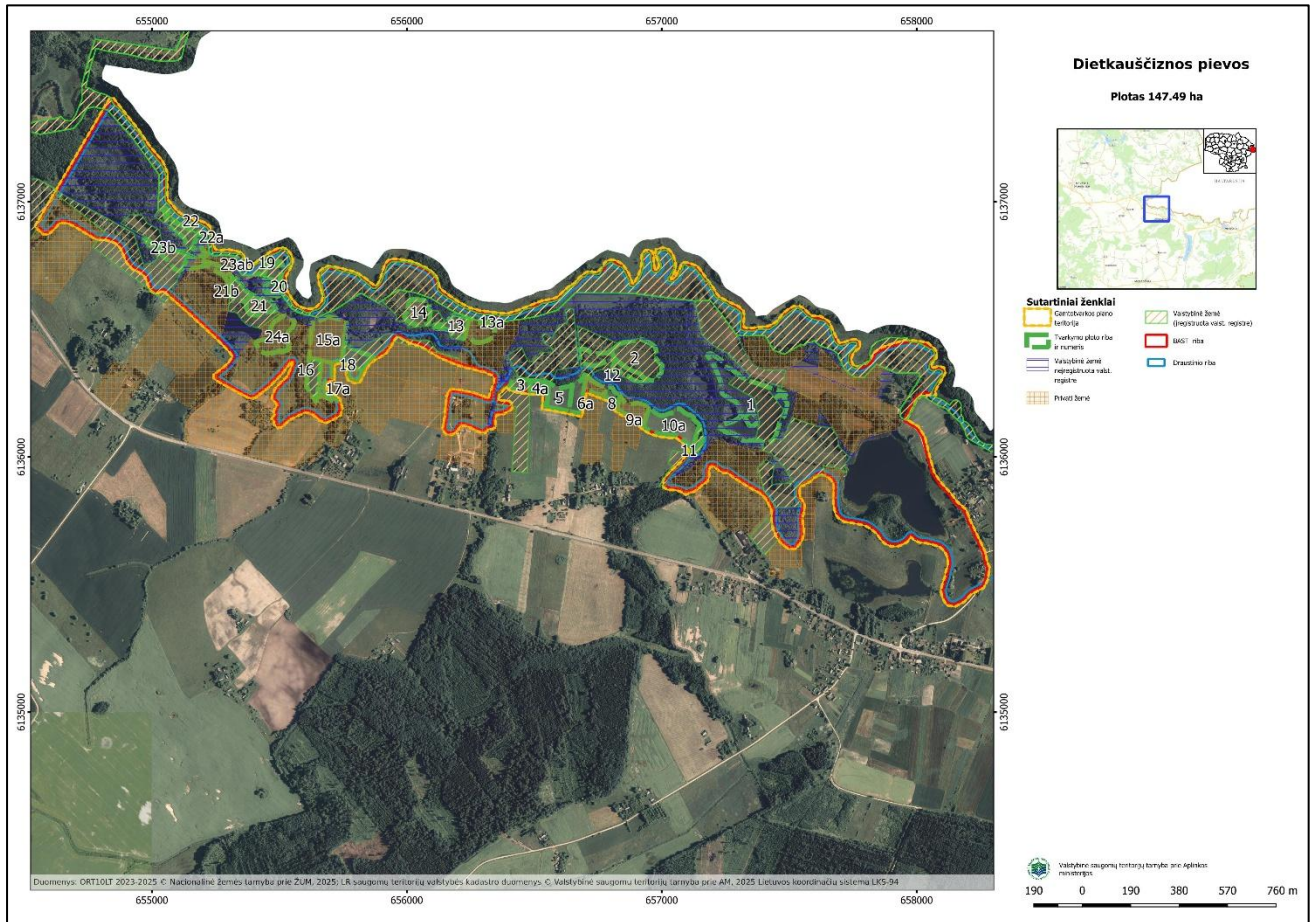 655000 656000 657000 658000
Dietkauščiznos pievos
Plotas 147.49 ha
6137000 6137000
22
22a
23b
23ab 19
21b 20
21
24a
14
13 13a
15a
16 18
17a
2
12
3 4a
5
6a 8
9a
10a
11
1
Sutartiniai ženklai
Gamtotvarkos plano
teritorija
Tvarkymo ploto riba
ir numeris
Valstybinė žemė
neįregistruota valst.
registre
Privati žemė
Valstybinė žemė
(įregistruota valst. registre)
BAST riba
Draustinio riba
6136000 6136000
6135000 6135000
Duomenys: ORT10LT 2023-2025 © Nacionalinė žemės tarnyba prie ŽŪM, 2025; LR saugomų teritorijų valstybės kadastro duomenys © Valstybinė saugomų teritorijų tarnyba prie AM, 2025 Lietuvos koordinačių sistema LKS-94
Valstybinė saugomų teritorijų tarnyba prie Aplinkos
ministerijos
190 0 190 380 570 760 m
655000 656000 657000 658000